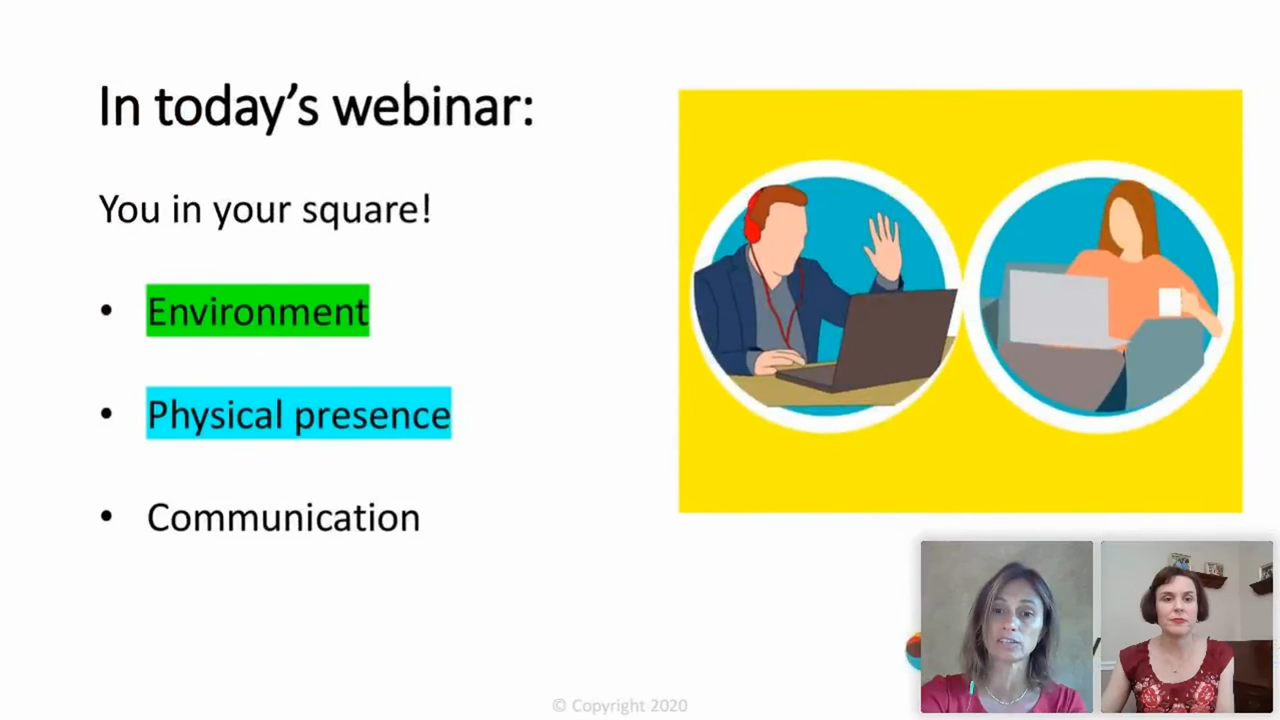 In today’s webinar:
You in your square!
• Environment
• Physical presence
• Communication
© Copyright 2020